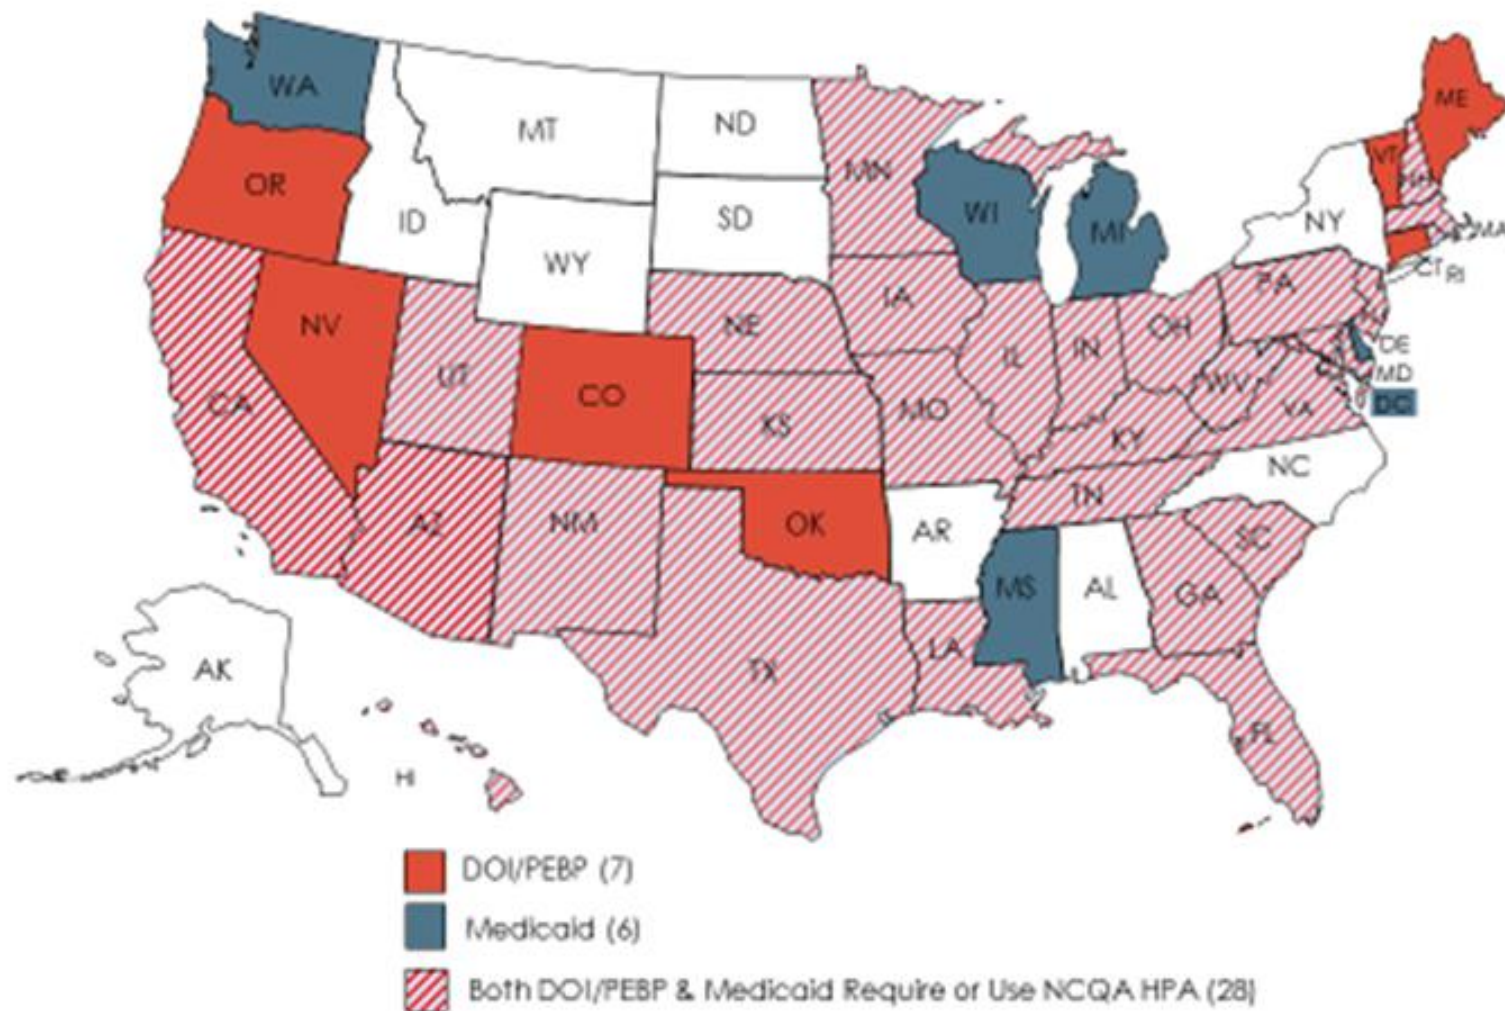 WA
MT
ND
MN
ME
VT
NH
OR
ID
SD
WI
MI
NY
MA
WY
CT
RI
NV
UT
CO
NE
IA
IL
IN
OH
PA
DE
MD
DC
CA
KS
MO
KY
WV
VA
AZ
NM
OK
AR
TN
NC
SC
MS
AL
GA
TX
LA
FL
AK
HI
DOI/PEBP (7)
Medicaid (6)
Both DOI/PEBP & Medicaid Require or Use NCQA HPA (28)